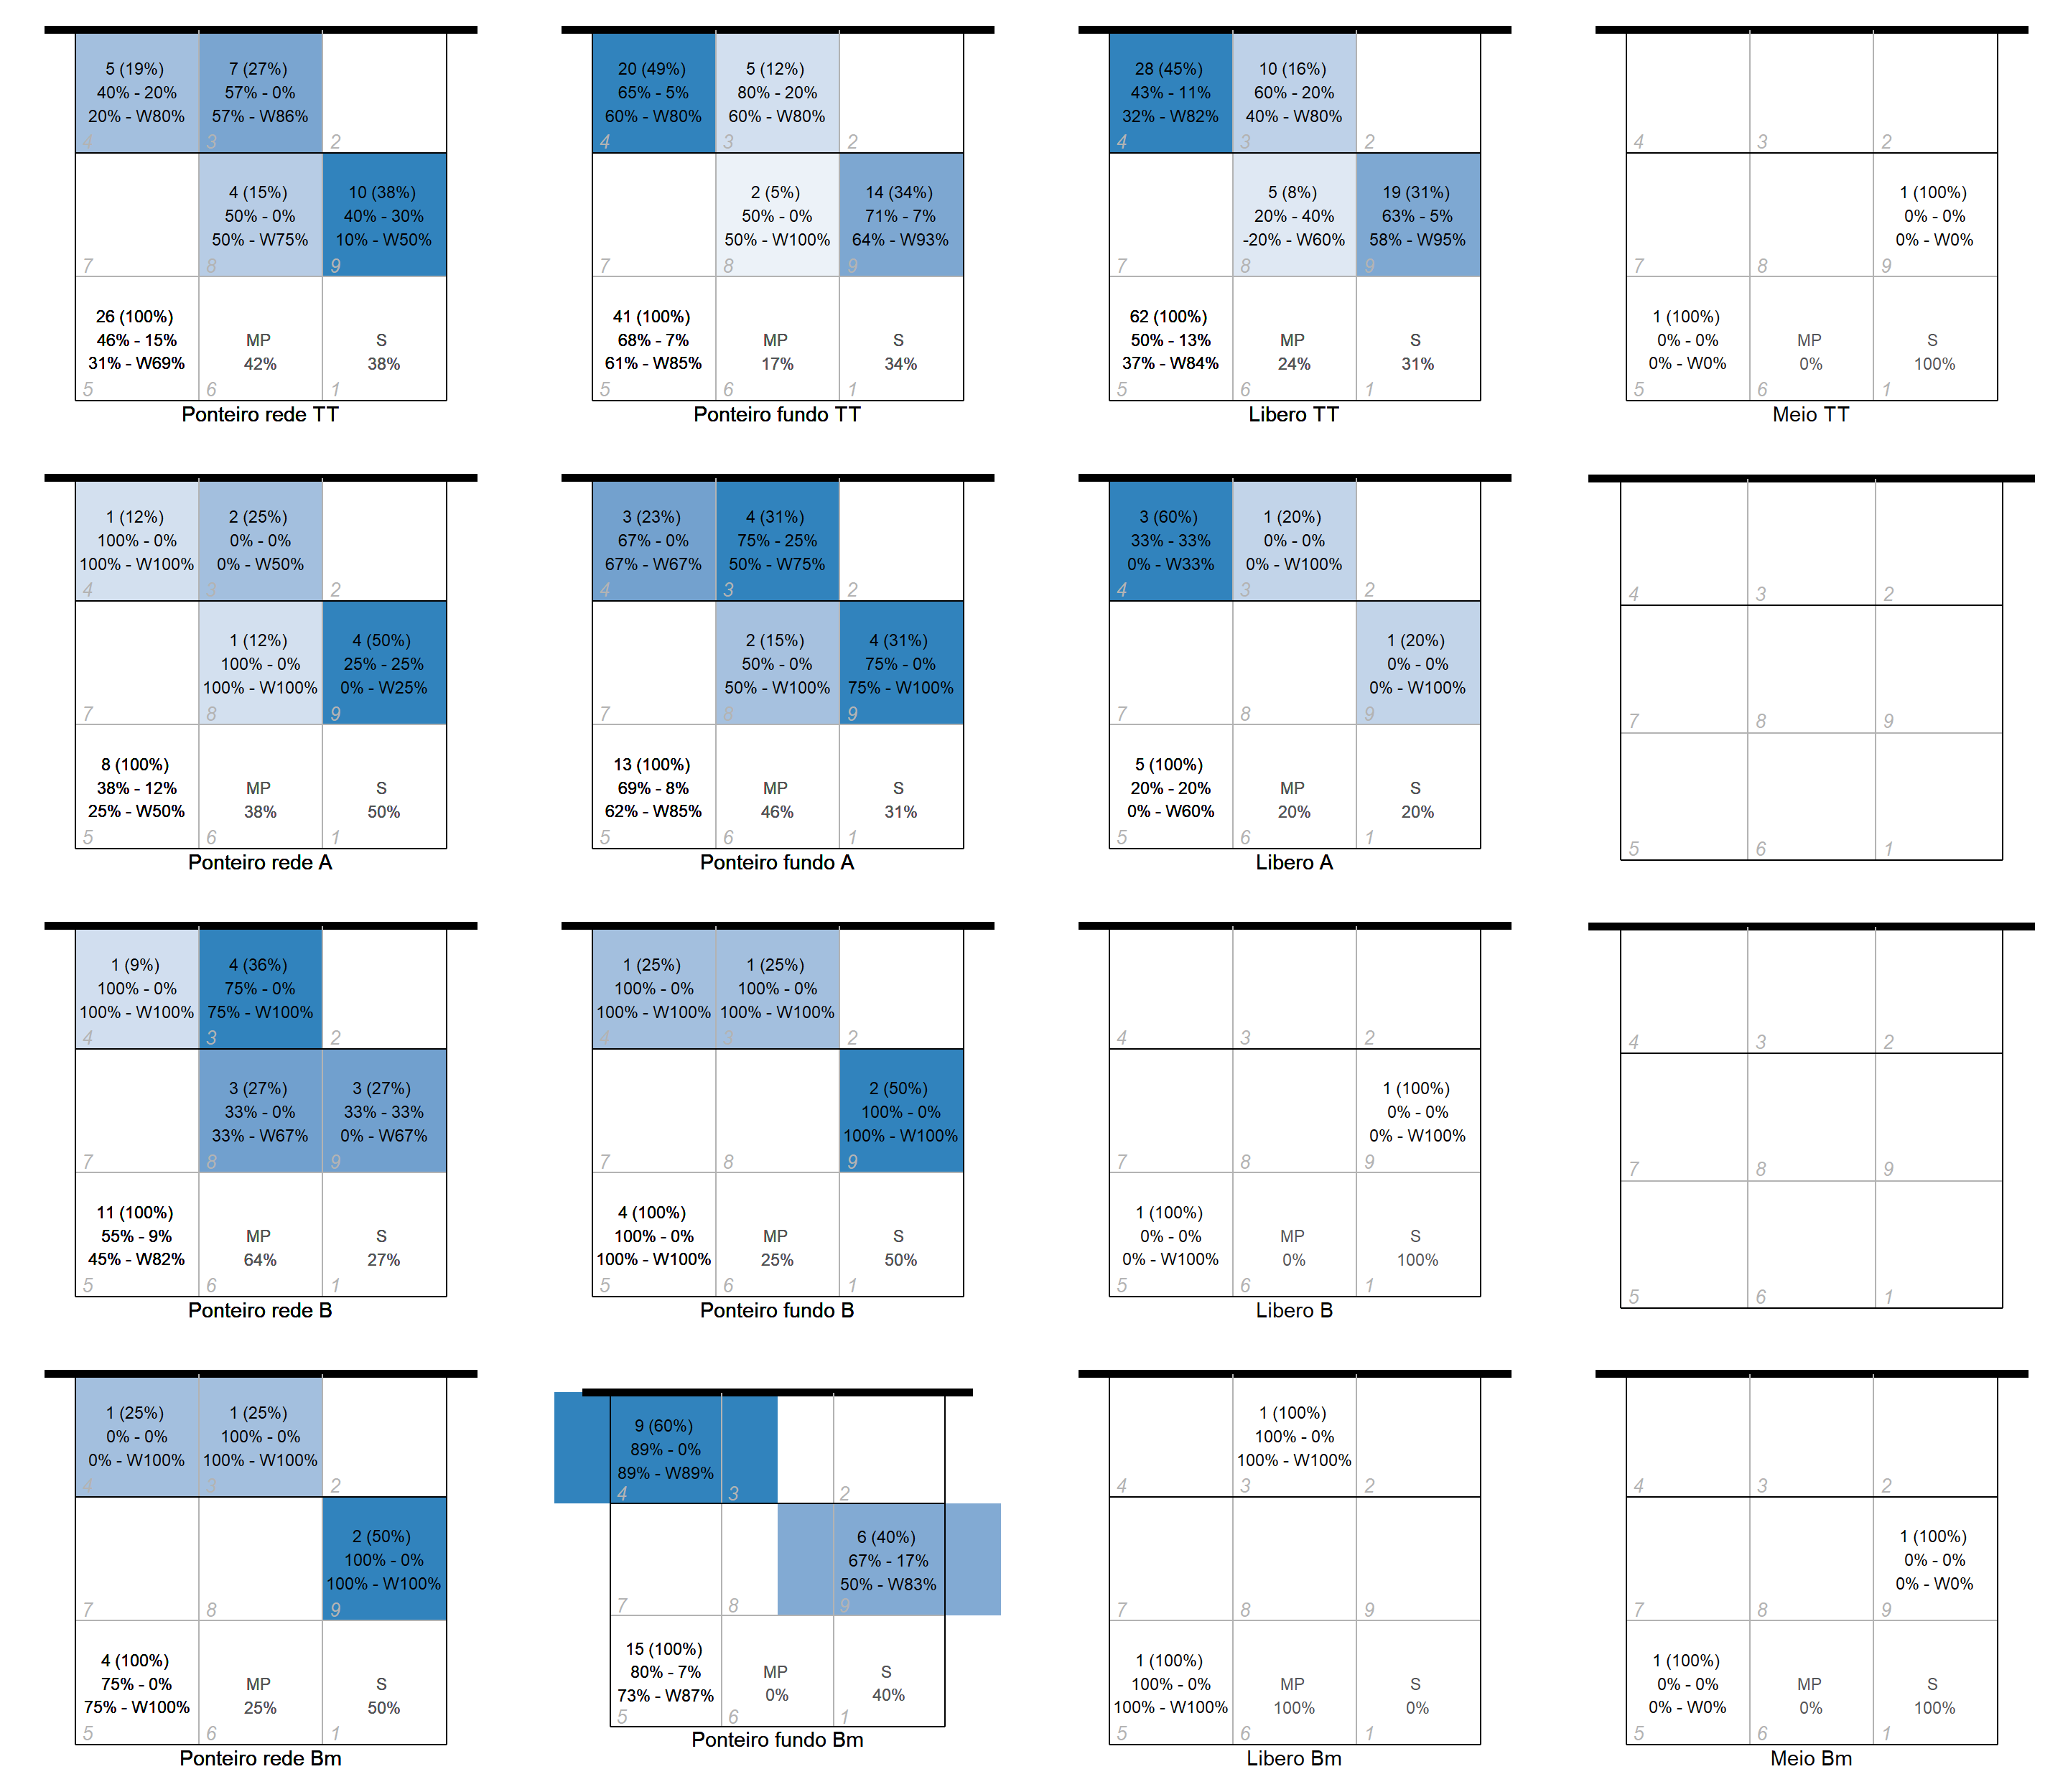 5 (19%)
40% - 20%
20% - W80%
4
7 (27%)
57% - 0%
57% - W86%
3
2
7
4 (15%)
50% - 0%
50% - W75%
8
10 (38%)
40% - 30%
10% - W50%
9
26 (100%)
46% - 15%
31% - W69%
5
MP
42%
6
S
38%
1
Ponteiro rede TT
20 (49%)
65% - 5%
60% - W80%
4
5 (12%)
80% - 20%
60% - W80%
3
2
7
2 (5%)
50% - 0%
50% - W100%
8
14 (34%)
71% - 7%
64% - W93%
9
41 (100%)
68% - 7%
61% - W85%
5
MP
17%
6
S
34%
1
Ponteiro fundo TT
28 (45%)
43% - 11%
32% - W82%
4
10 (16%)
60% - 20%
40% - W80%
3
2
7
5 (8%)
20% - 40%
-20% - W60%
8
19 (31%)
63% - 5%
58% - W95%
9
62 (100%)
50% - 13%
37% - W84%
5
MP
24%
6
S
31%
1
Libero TT
4
3
2
7
8
1 (100%)
0% - 0%
0% - W0%
9
1 (100%)
0% - 0%
0% - W0%
5
MP
0%
6
S
100%
1
Meio TT
1 (12%)
100% - 0%
100% - W100%
4
2 (25%)
0% - 0%
0% - W50%
3
2
7
1 (12%)
100% - 0%
100% - W100%
8
4 (50%)
25% - 25%
0% - W25%
9
8 (100%)
38% - 12%
25% - W50%
5
MP
38%
6
S
50%
1
Ponteiro rede A
3 (23%)
67% - 0%
67% - W67%
4
4 (31%)
75% - 25%
50% - W75%
3
2
7
2 (15%)
50% - 0%
50% - W100%
8
4 (31%)
75% - 0%
75% - W100%
9
13 (100%)
69% - 8%
62% - W85%
5
MP
46%
6
S
31%
1
Ponteiro fundo A
3 (60%)
33% - 33%
0% - W33%
4
1 (20%)
0% - 0%
0% - W100%
3
2
7
8
1 (20%)
0% - 0%
0% - W100%
9
5 (100%)
20% - 20%
0% - W60%
5
MP
20%
6
S
20%
1
Libero A
4
3
2
7
8
9
5
6
1
1 (9%)
100% - 0%
100% - W100%
4
4 (36%)
75% - 0%
75% - W100%
3
2
7
3 (27%)
33% - 0%
33% - W67%
8
3 (27%)
33% - 33%
0% - W67%
9
11 (100%)
55% - 9%
45% - W82%
5
MP
64%
6
S
27%
1
Ponteiro rede B
1 (25%)
100% - 0%
100% - W100%
4
1 (25%)
100% - 0%
100% - W100%
3
2
7
8
2 (50%)
100% - 0%
100% - W100%
9
4 (100%)
100% - 0%
100% - W100%
5
MP
25%
6
S
50%
1
Ponteiro fundo B
4
3
2
7
8
1 (100%)
0% - 0%
0% - W100%
9
1 (100%)
0% - 0%
0% - W100%
5
MP
0%
6
S
100%
1
Libero B
4
3
2
7
8
9
5
6
1
1 (25%)
0% - 0%
0% - W100%
4
1 (25%)
100% - 0%
100% - W100%
3
2
7
8
2 (50%)
100% - 0%
100% - W100%
9
4 (100%)
75% - 0%
75% - W100%
5
MP
25%
6
S
50%
1
Ponteiro rede Bm
9 (60%)
89% - 0%
89% - W89%
4
3
2
7
8
6 (40%)
67% - 17%
50% - W83%
9
15 (100%)
80% - 7%
73% - W87%
5
MP
0%
6
S
40%
1
Ponteiro fundo Bm
4
1 (100%)
100% - 0%
100% - W100%
3
2
7
8
9
1 (100%)
100% - 0%
100% - W100%
5
MP
100%
6
S
0%
1
Libero Bm
4
3
2
7
8
1 (100%)
0% - 0%
0% - W0%
9
1 (100%)
0% - 0%
0% - W0%
5
MP
0%
6
S
100%
1
Meio Bm